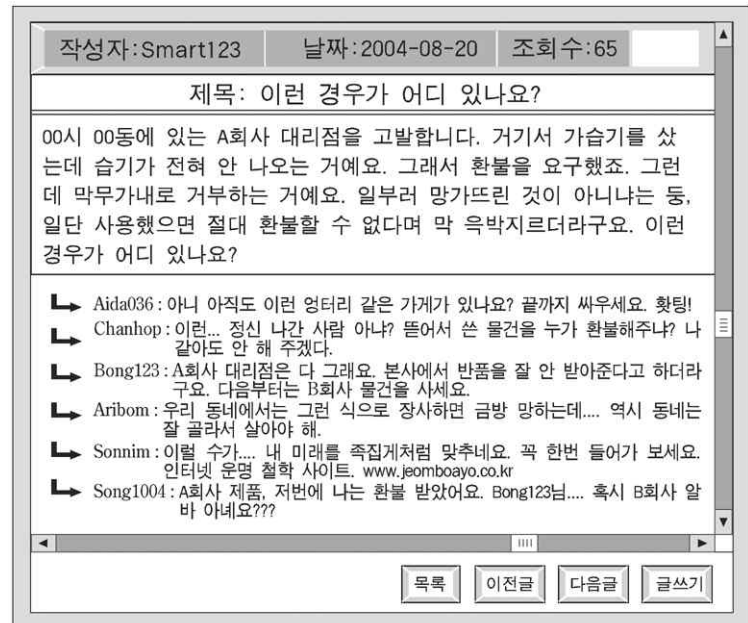 작성자:Smart123 날짜:2004-08-20 조회수:65
제목: 이런 경우가 어디 있나요?
00시 00동에 있는 A회사 대리점을 고발합니다. 거기서 가습기를 샀
는데 습기가 전혀 안 나오는 거예요. 그래서 환불을 요구했죠. 그런
데 막무가내로 거부하는 거예요. 일부러 망가뜨린 것이 아니냐는 둥,
일단 사용했으면 절대 환불할 수 없다며 막 윽박지르더라구요. 이런
경우가 어디 있나요?
Aida036 : 아니 아직도 이런 엉터리 같은 가게가 있나요? 끝까지 싸우세요. 홧팅!
Chanhop : 이런... 정신 나간 사람 아냐? 뜯어서 쓴 물건을 누가 환불해주냐? 나
같아도 안 해 주겠다.
Bong123 : A회사 대리점은 다 그래요. 본사에서 반품을 잘 안 받아준다고 하더라
구요. 다음부터는 B회사 물건을 사세요.
Aribom : 우리 동네에서는 그런 식으로 장사하면 금방 망하는데.... 역시 동네는
잘 골라서 살아야 해.
Sonnim : 이럴 수가.... 내 미래를 족집게처럼 맞추네요. 꼭 한번 들어가 보세요.
인터넷 운명 철학 사이트. www.jeomboayo.co.kr
Song1004 : A회사 제품, 저번에 나는 환불 받았어요. Bong123님.... 혹시 B회사 알
바 아녜요???
목록 이전글 다음글 글쓰기